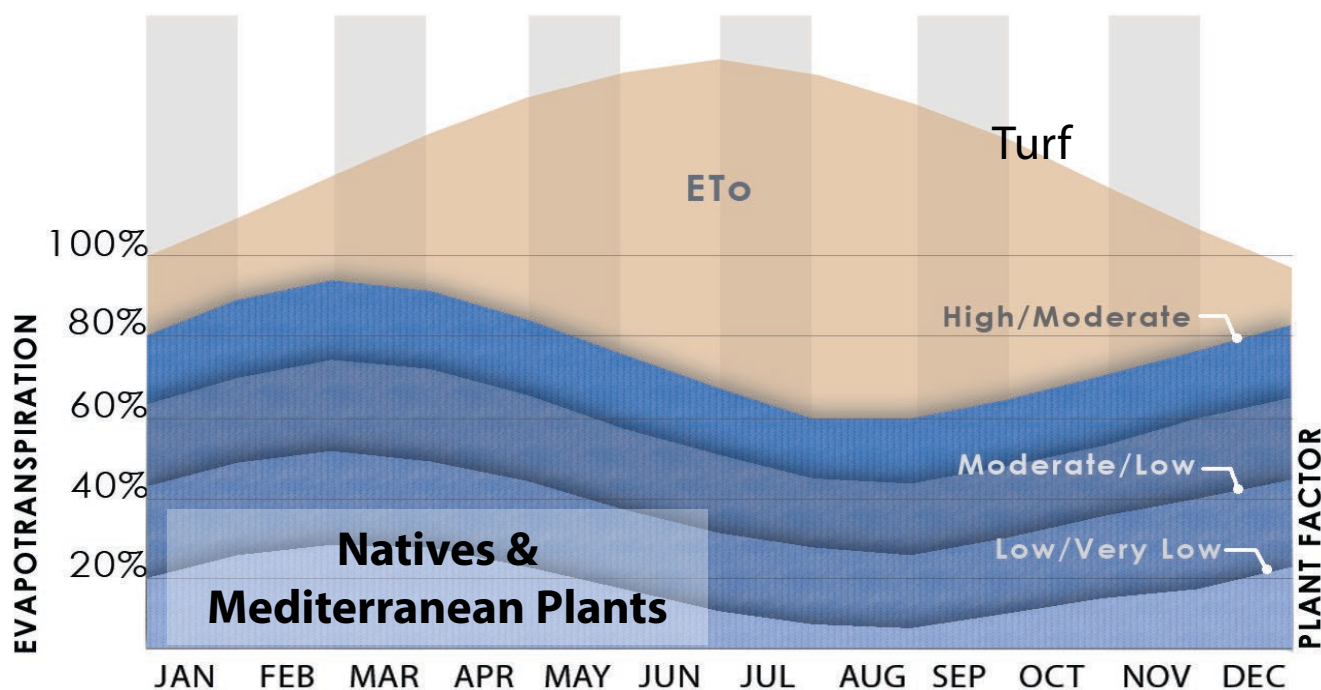 Turf
ETo
100%
High/Moderate
80%
60%
Moderate/Low
40%
Natives &
Low/Very Low
20%
Mediterranean Plants
EVAPOTRANSPIRATION
PLANT FACTOR
JAN FEB MAR APR MAY JUN JUL AUG SEP OCT NOV DEC